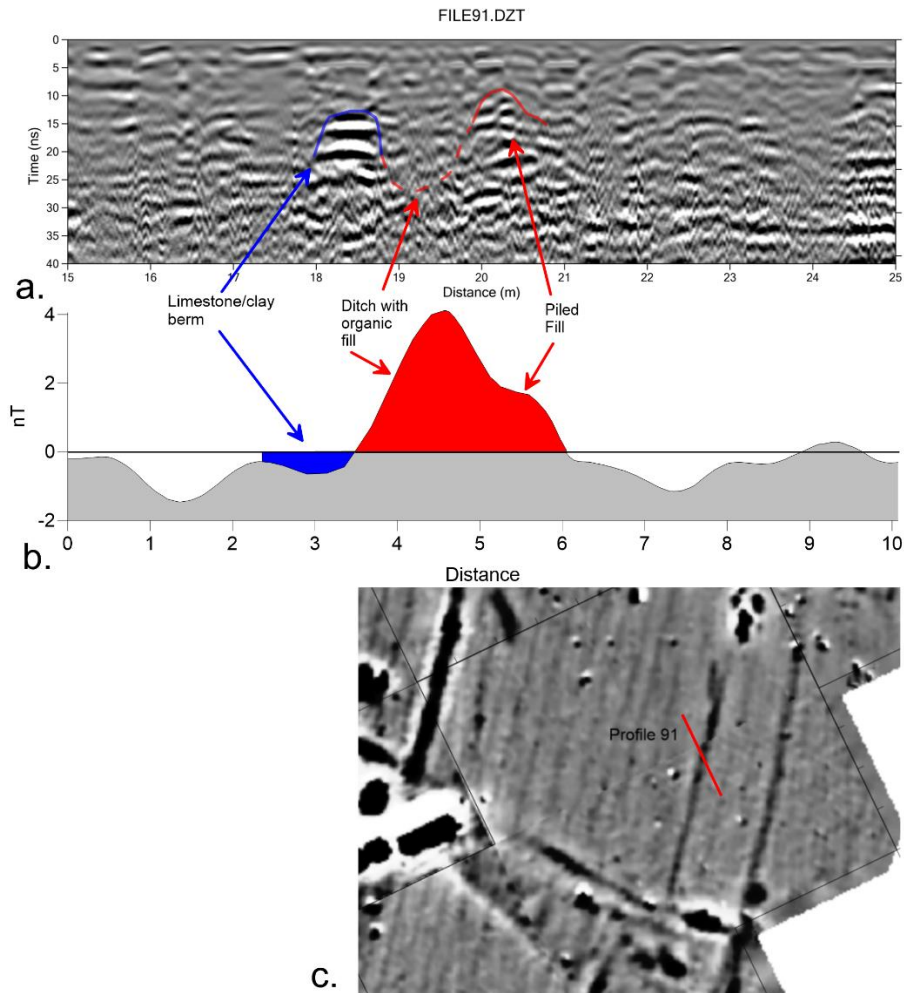 FILE91.DZT
0
5
10
15
20
25
30
35
40
Time (ns)
15 16 17 18 19 20 21 22 23 24 25
Distance (m)
a.
Limestone/clay
berm
Ditch with
organic
fill
Piled
Fill
4
2
0
-2
nT
0 1 2 3 4 5 6 7 8 9 10
b.
Distance
Profile 91
c.